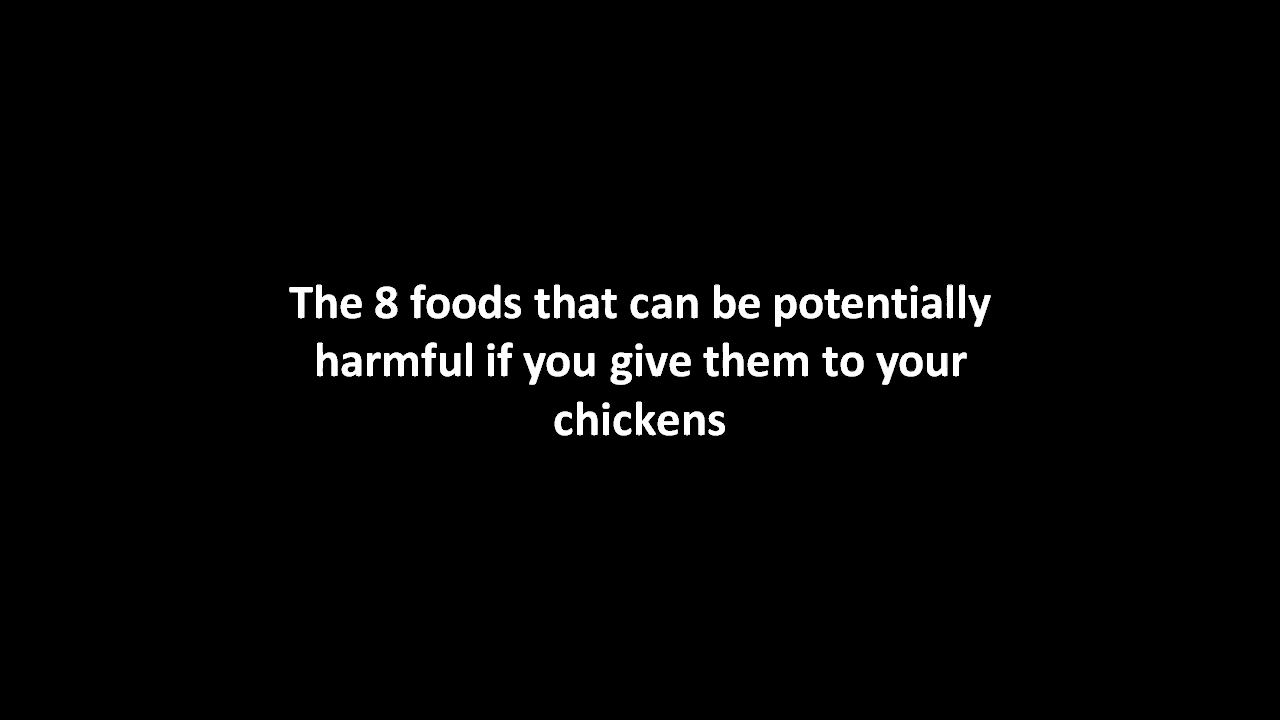 The 8 foods that can be potentially
harmful if you give them to your
chickens